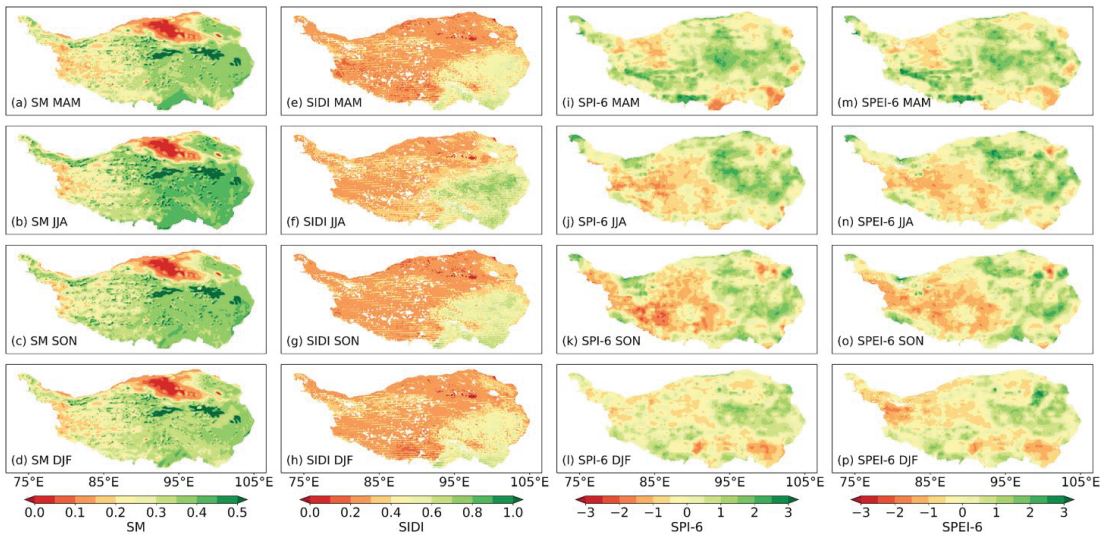 (a) SM MAM
(e) SIDI MAM
(i) SPI-6 MAM
(m) SPEI-6 MAM
(b) SM JJA
(f) SIDI JJA
(j) SPI-6 JJA
(n) SPEI-6 JJA
(c) SM SON
(g) SIDI SON
(k) SPI-6 SON
(o) SPEI-6 SON
(d) SM DJF
(h) SIDI DJF
(l) SPI-6 DJF
(p) SPEI-6 DJF
75°E 85°E 95°E 105°E
75°E 85°E 95°E 105°E
75°E 85°E 95°E 105°E
75°E 85°E 95°E 105°E
0.0 0.1 0.2 0.3 0.4 0.5
SM
0.0 0.2 0.4 0.6 0.8 1.0
SIDI
−3 −2 −1 0 1 2 3
SPI-6
−3 −2 −1 0 1 2 3
SPEI-6